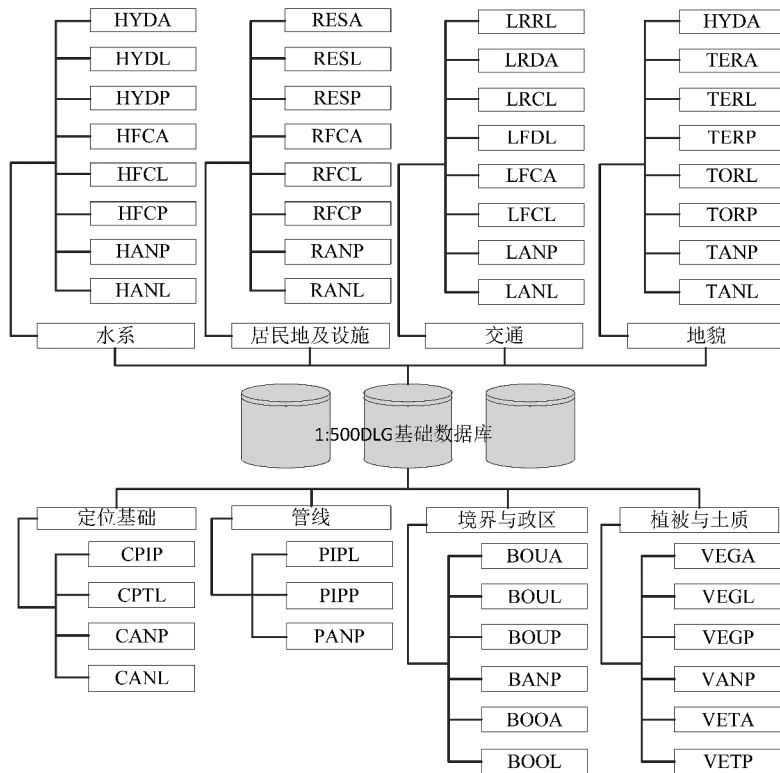 HYDA RESA LRRL HYDA
HYDL RESL LRDA TERA
HYDP RESP LRCL TERL
HFCA RFCA LFDL TERP
HFCL RFCL LFCA TORL
HFCP RFCP LFCL TORP
HANP RANP LANP TANP
HANL RANL LANL TANL
水系 居民地及设施 交通 地貌
1:500DLG基础数据库
定位基础 管线 境界与政区 植被与土质
CPIP PIPL BOUA VEGA
CPTL PIPP BOUL VEGL
CANP PANP BOUP VEGP
CANL BANP VANP
BOOA VETA
BOOL VETP